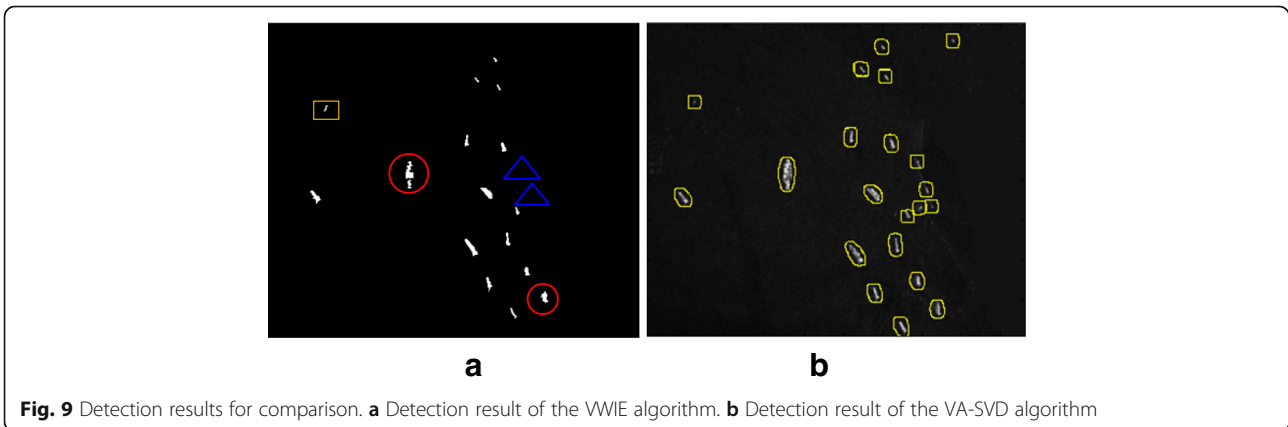 a
b
Fig. 9 Detection results for comparison. a Detection result of the VWIE algorithm. b Detection result of the VA-SVD algorithm